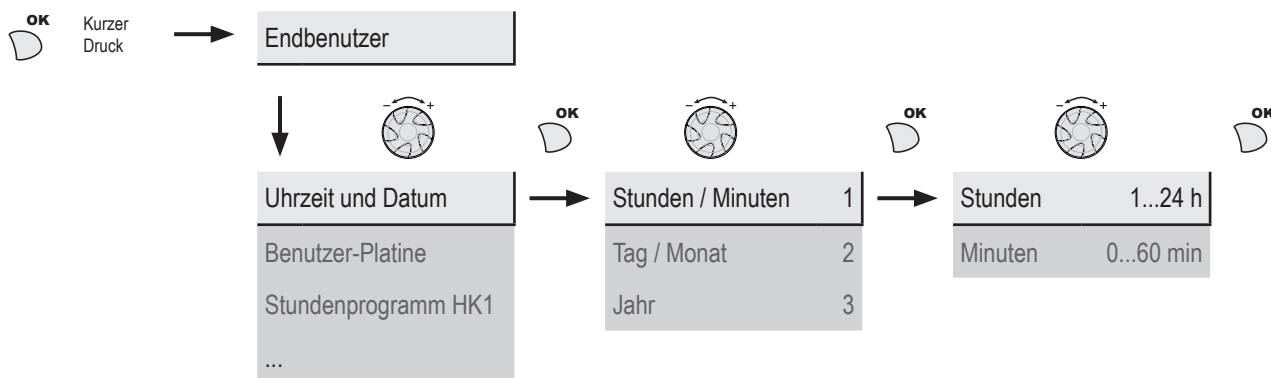 OK
Kurzer
Druck
Endbenutzer
- +
OK
- +
OK
- +
OK
Uhrzeit und Datum
Benutzer-Platine
Stundenprogramm HK1
...
Stunden / Minuten 1
Tag / Monat 2
Jahr 3
Stunden 1...24 h
Minuten 0...60 min